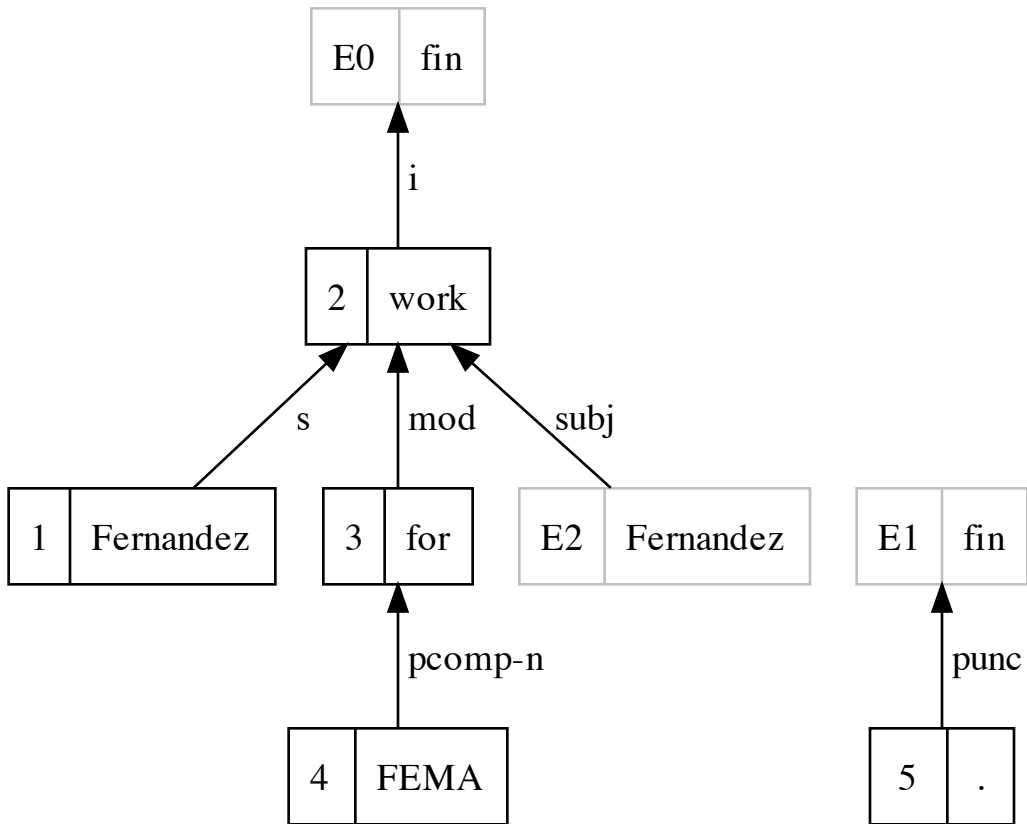 E0 fin
i
2 work
s mod subj
1 Fernandez 3 for E2 Fernandez E1 fin
pcomp-n punc
4 FEMA 5 .